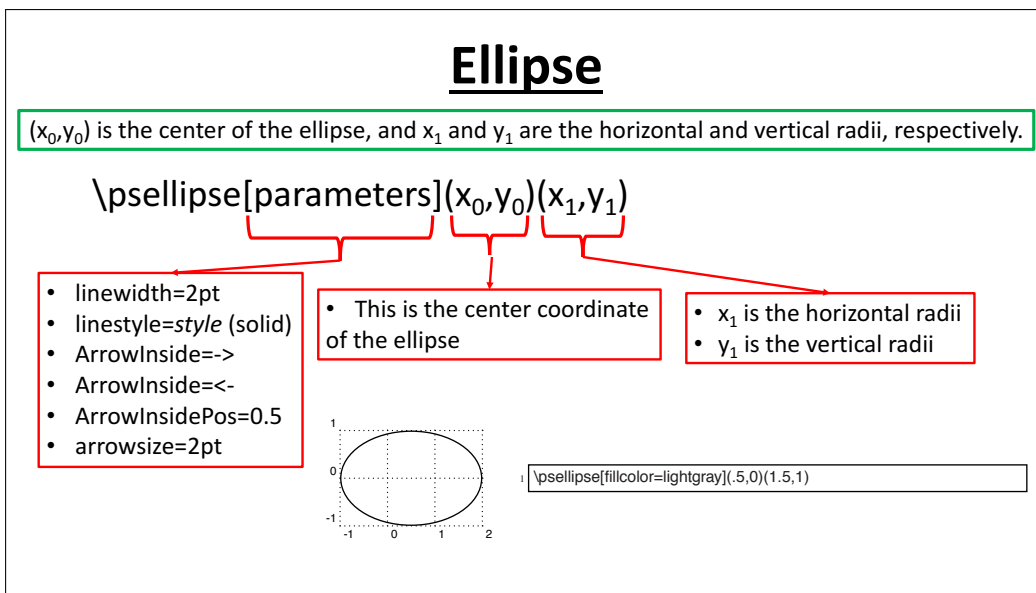 Ellipse
(x₀,y₀) is the center of the ellipse, and x₁ and y₁ are the horizontal and vertical radii, respectively.
\psellipse[parameters](x₀,y₀)(x₁,y₁)
• linewidth=2pt
• linestyle=style (solid)
• ArrowInside=->
• ArrowInside=<-
• ArrowInsidePos=0.5
• arrowsize=2pt
• This is the center coordinate
of the ellipse
• x₁ is the horizontal radii
• y₁ is the vertical radii
1
0
-1
-1 0 1 2
1 \psellipse[fillcolor=lightgray](.5,0)(1.5,1)